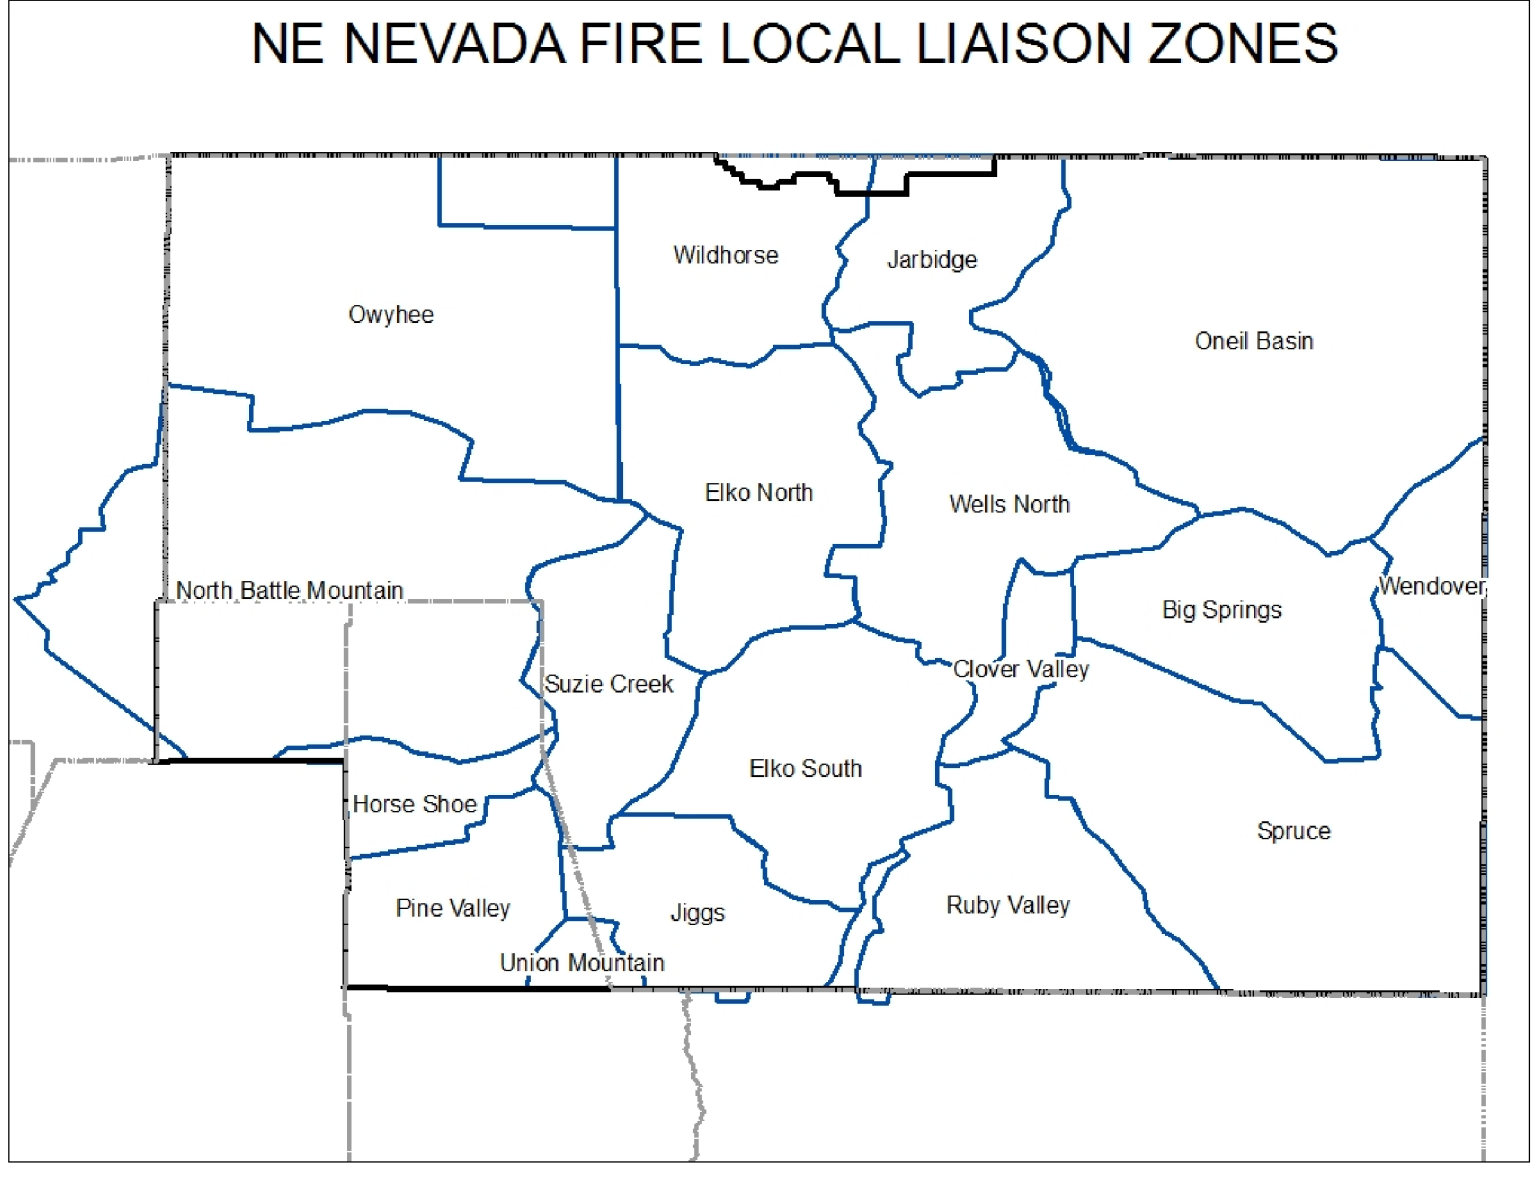 NE NEVADA FIRE LOCAL LIAISON ZONES
Wildhorse
Jarbidge
Owyhee
Oneil Basin
Elko North
Wells North
North Battle Mountain
Wendover
Big Springs
Clover Valley
Suzie Creek
Elko South
Horse Shoe
Spruce
Pine Valley
Jiggs
Ruby Valley
Union Mountain